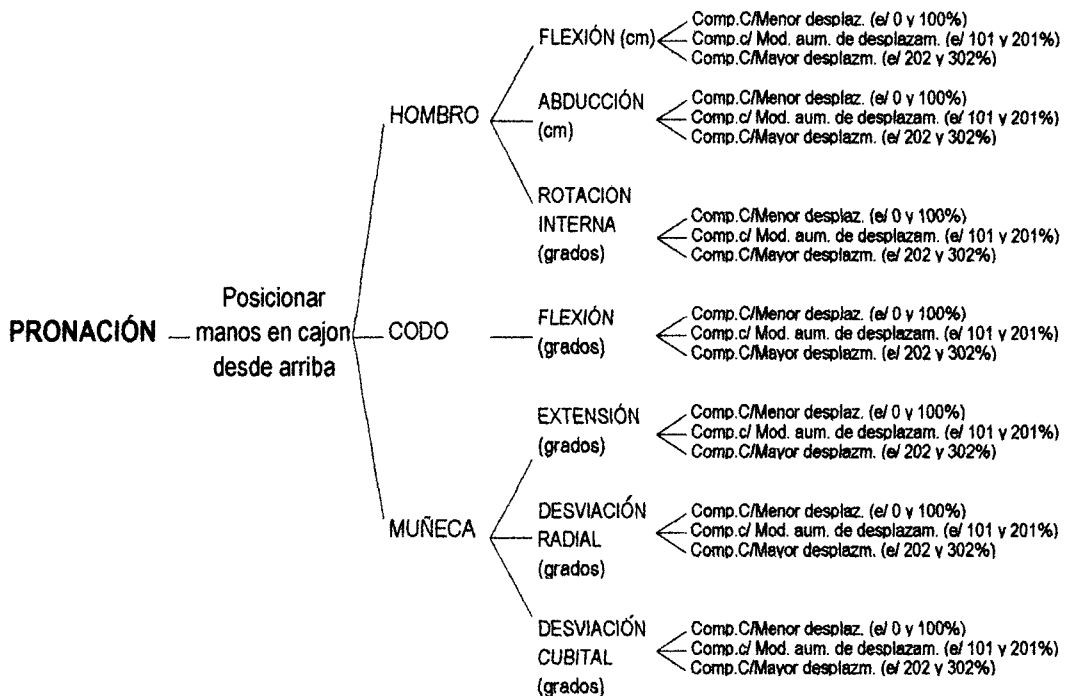 PRONACIÓN
Posicionar
manos en cajon
desde arriba
HOMBRO
FLEXIÓN (cm)
Comp.C/Menor desplaz. (e/ 0 y 100%)
Comp.c/ Mod. aum. de desplazam. (e/ 101 y 201%)
Comp.C/Mayor desplazm. (e/ 202 y 302%)
ABDUCCIÓN
(cm)
Comp.C/Menor desplaz. (e/ 0 y 100%)
Comp.c/ Mod. aum. de desplazam. (e/ 101 y 201%)
Comp.C/Mayor desplazm. (e/ 202 y 302%)
ROTACION
INTERNA
(grados)
Comp.C/Menor desplaz. (e/ 0 y 100%)
Comp.c/ Mod. aum. de desplazam. (e/ 101 y 201%)
Comp.C/Mayor desplazm. (e/ 202 y 302%)
CODO
FLEXIÓN
(grados)
Comp.C/Menor desplaz. (e/ 0 y 100%)
Comp.c/ Mod. aum. de desplazam. (e/ 101 y 201%)
Comp.C/Mayor desplazm. (e/ 202 y 302%)
MUÑECA
EXTENSIÓN
(grados)
Comp.C/Menor desplaz. (e/ 0 y 100%)
Comp.c/ Mod. aum. de desplazam. (e/ 101 y 201%)
Comp.C/Mayor desplazm. (e/ 202 y 302%)
DESVIACIÓN
RADIAL
(grados)
Comp.C/Menor desplaz. (e/ 0 y 100%)
Comp.c/ Mod. aum. de desplazam. (e/ 101 y 201%)
Comp.C/Mayor desplazm. (e/ 202 y 302%)
DESVIACIÓN
CUBITAL
(grados)
Comp.C/Menor desplaz. (e/ 0 y 100%)
Comp.c/ Mod. aum. de desplazam. (e/ 101 y 201%)
Comp.C/Mayor desplazm. (e/ 202 y 302%)